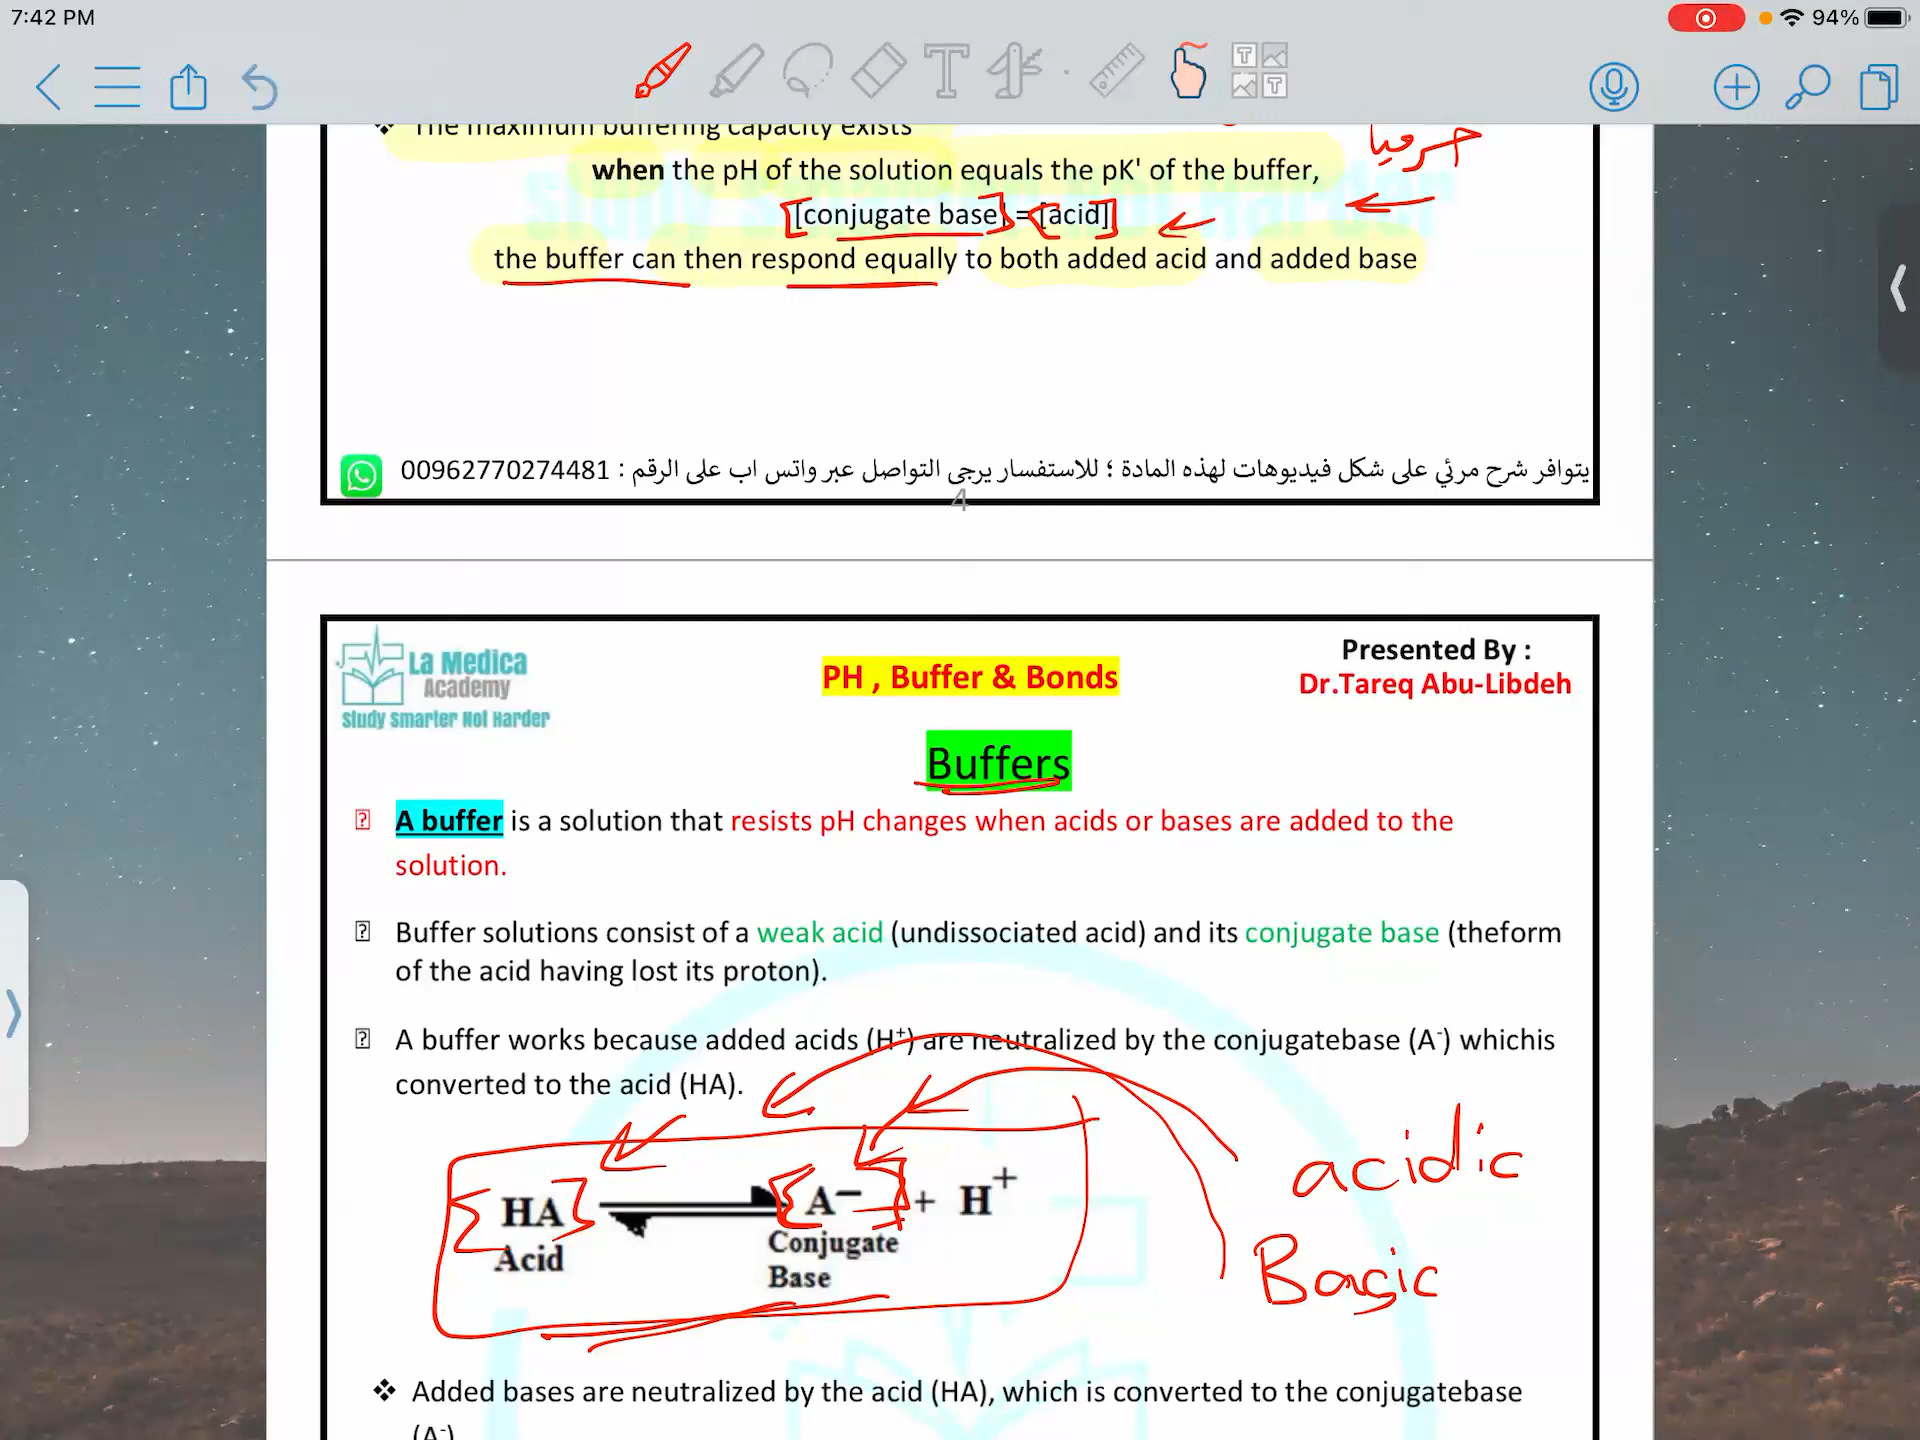 7:42 PM
94%
The maximum buffering capacity exists
when the pH of the solution equals the pK' of the buffer,
[conjugate base] = [acid]
the buffer can then respond equally to both added acid and added base
يتوافر شرح مرئي على شكل فيديوهات لهذه المادة ؛ للاستفسار يرجى التواصل عبر واتس اب على الرقم : 00962770274481
4
La Medica
Academy
Study Smarter Not Harder
PH , Buffer & Bonds
Presented By :
Dr.Tareq Abu-Libdeh
Buffers
A buffer is a solution that resists pH changes when acids or bases are added to the
solution.
Buffer solutions consist of a weak acid (undissociated acid) and its conjugate base (theform
of the acid having lost its proton).
A buffer works because added acids (H⁺) are neutralized by the conjugatebase (A⁻) whichis
converted to the acid (HA).
HA ⇌ A⁻ + H⁺
Acid Conjugate
Base
acidic
Basic
❖ Added bases are neutralized by the acid (HA), which is converted to the conjugatebase
(A⁻)